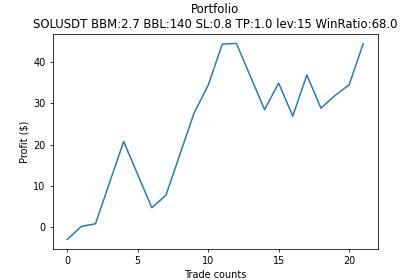 Portfolio
SOLUSDT BBM:2.7 BBL:140 SL:0.8 TP:1.0 lev:15 WinRatio:68.0
40
30
20
10
0
Profit ($)
0
5
10
15
20
Trade counts